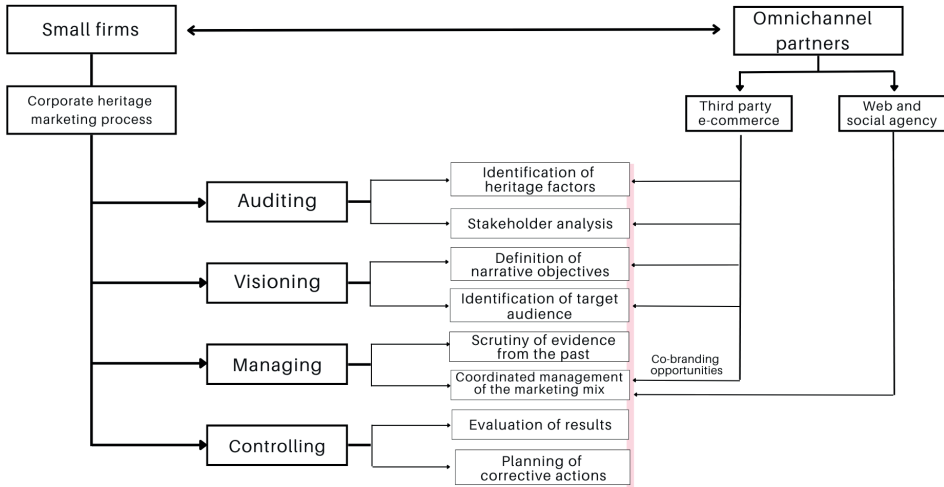 Small firms
Omnichannel
partners
Corporate heritage
marketing process
Third party
e-commerce
Web and
social agency
Auditing
Identification of
heritage factors
Stakeholder analysis
Visioning
Definition of
narrative objectives
Identification of target
audience
Managing
Scrutiny of evidence
from the past
Coordinated management
of the marketing mix
Co-branding
opportunities
Controlling
Evaluation of results
Planning of
corrective actions